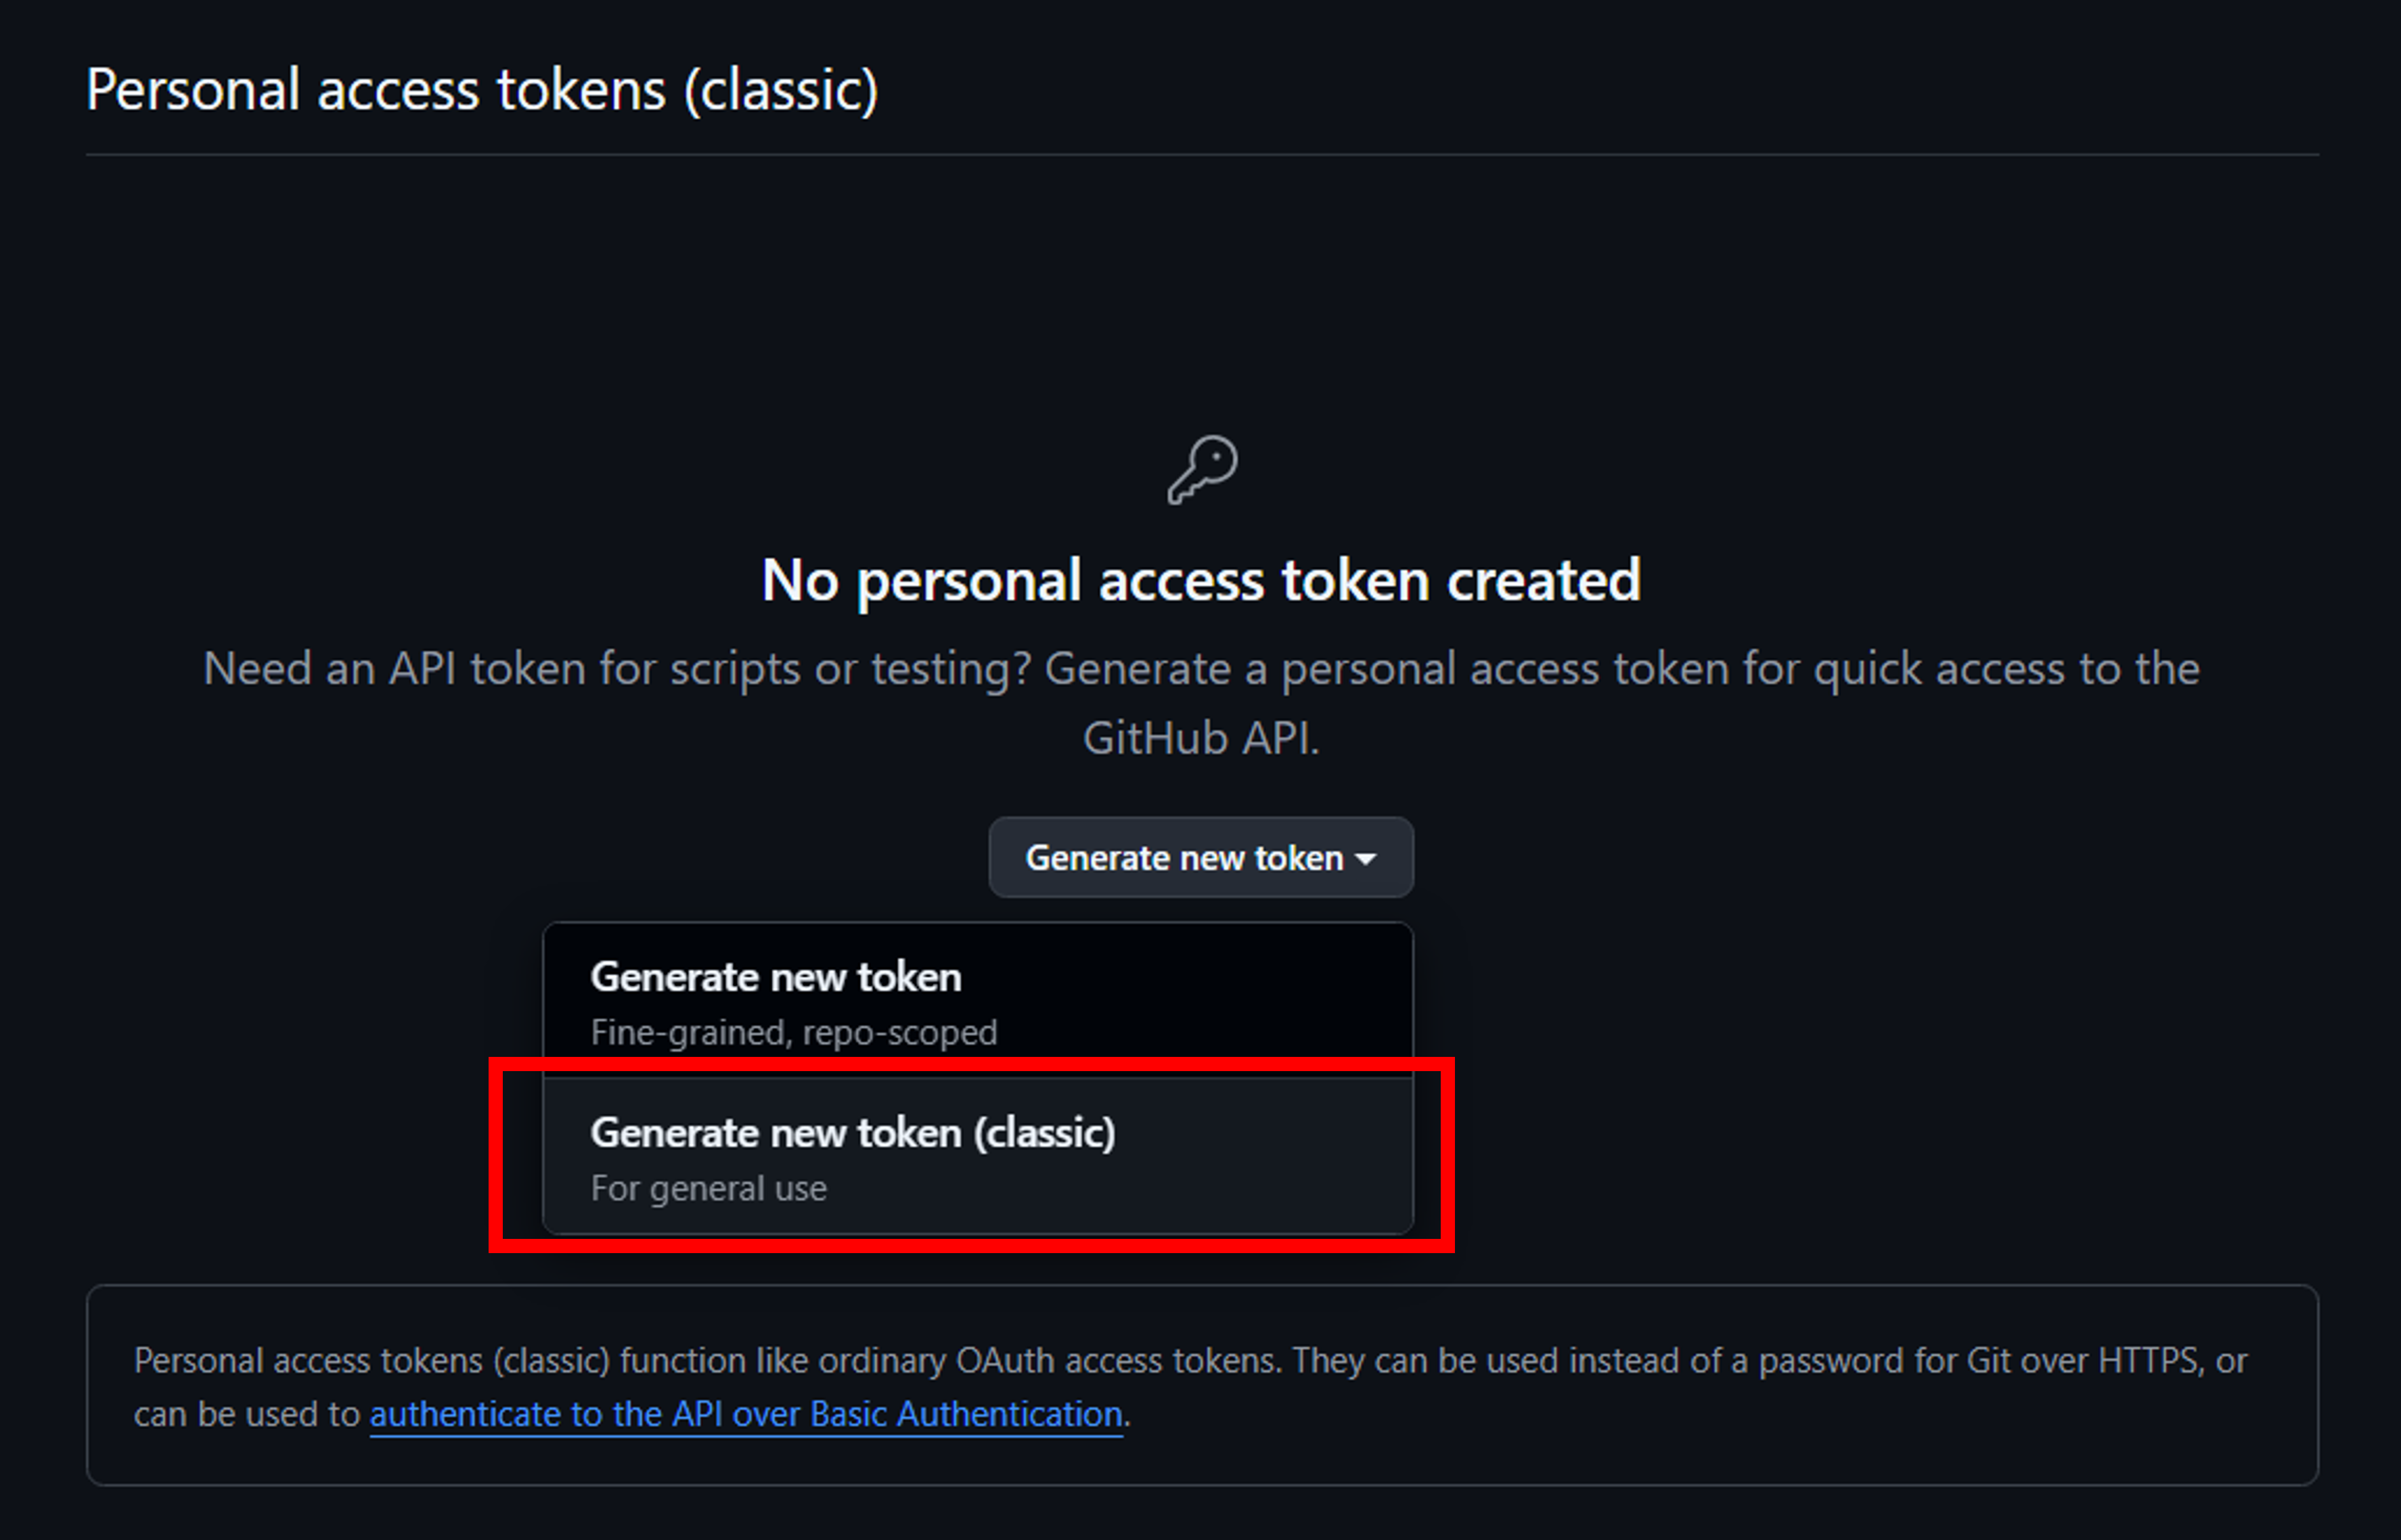 Personal access tokens (classic)
No personal access token created
Need an API token for scripts or testing? Generate a personal access token for quick access to the
GitHub API.
Generate new token
Generate new token
Fine-grained, repo-scoped
Generate new token (classic)
For general use
Personal access tokens (classic) function like ordinary OAuth access tokens. They can be used instead of a password for Git over HTTPS, or
can be used to authenticate to the API over Basic Authentication.